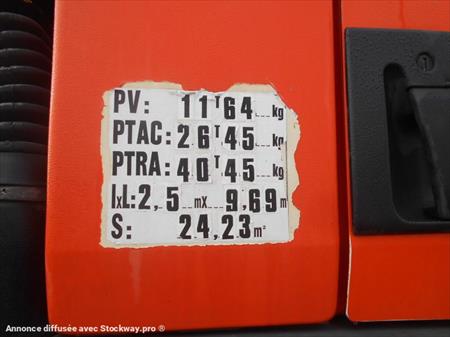 PV: 11T64 kg
PTAC: 26T45 kg
PTRA: 40T45 kg
lxL: 2,5 mX 9,69 m
S: 24,23 m²
Annonce diffusée avec Stockway.pro ®